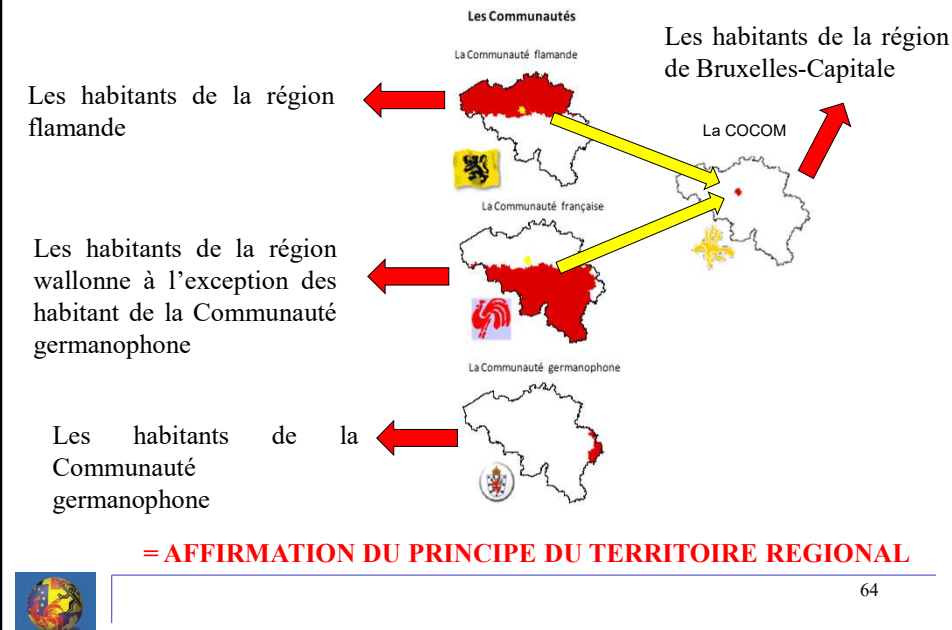 Les Communautés
La Communauté flamande
Les habitants de la région
de Bruxelles-Capitale
Les habitants de la région
flamande
La COCOM
La Communauté française
Les habitants de la région
wallonne à l’exception des
habitant de la Communauté
germanophone
La Communauté germanophone
Les habitants de la
Communauté
germanophone
= AFFIRMATION DU PRINCIPE DU TERRITOIRE REGIONAL
64